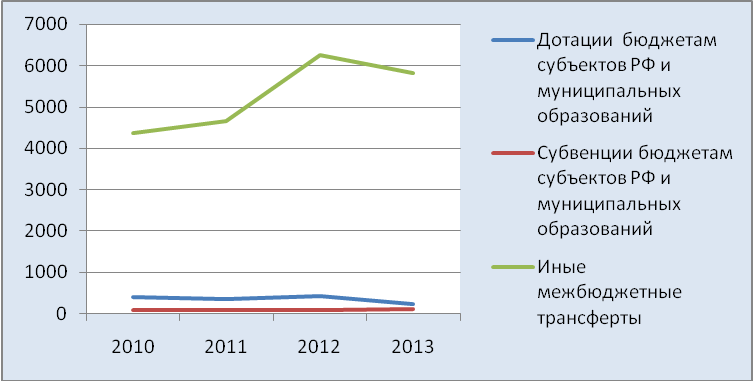 7000
6000
5000
4000
3000
2000
1000
0
2010 2011 2012 2013
Дотации бюджетам
субъектов РФ и
муниципальных
образований
Субвенции бюджетам
субъектов РФ и
муниципальных
образований
Иные
межбюджетные
трансферты